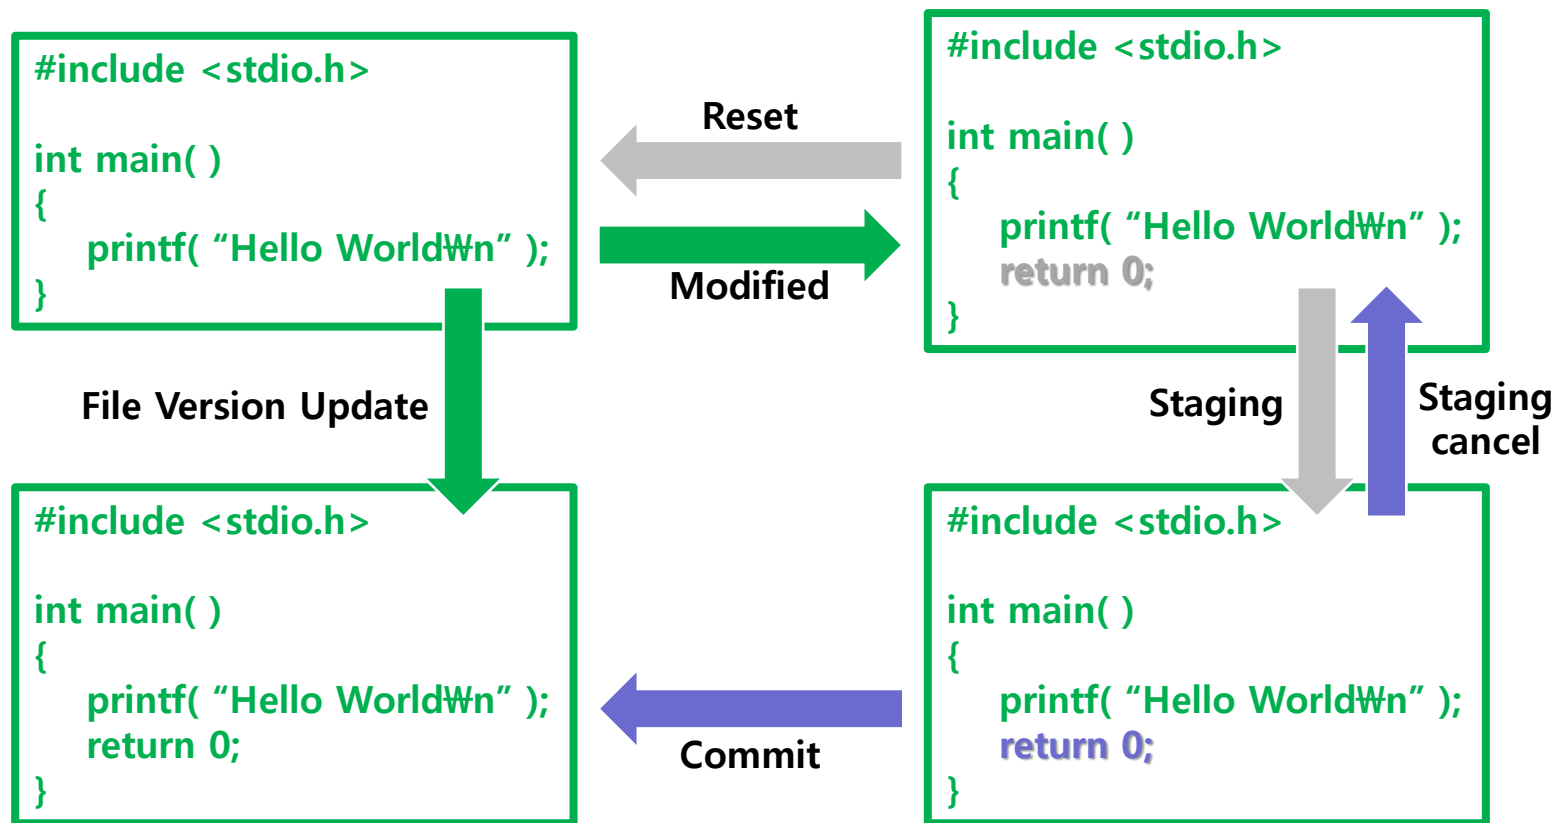 #include <stdio.h>
int main( )
{
printf( “Hello World₩n” );
}
Reset
Modified
#include <stdio.h>
int main( )
{
printf( “Hello World₩n” );
return 0;
}
File Version Update
Staging
Staging
cancel
#include <stdio.h>
int main( )
{
printf( “Hello World₩n” );
return 0;
}
Commit
#include <stdio.h>
int main( )
{
printf( “Hello World₩n” );
return 0;
}